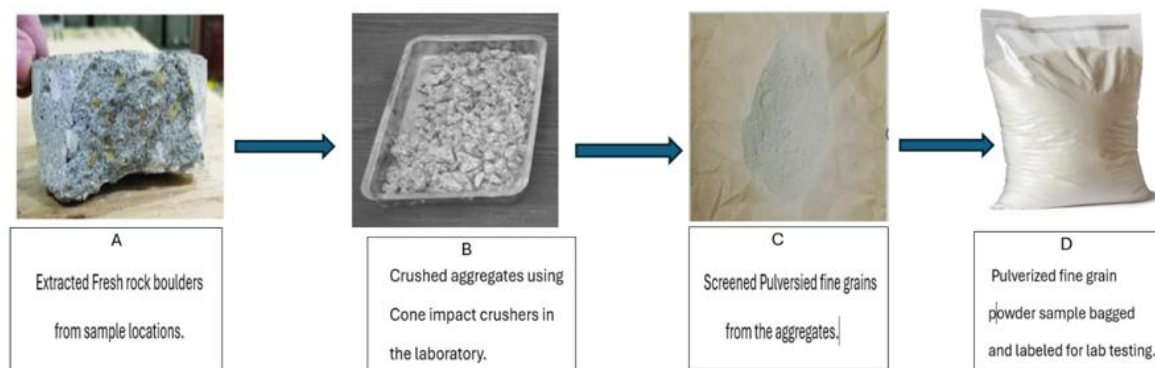 A
Extracted Fresh rock boulders
from sample locations.
B
Crushed aggregates using
Cone impact crushers in
the laboratory.
C
Screened Pulversied fine grains
from the aggregates.
D
Pulverized fine grain
powder sample bagged
and labeled for lab testing.